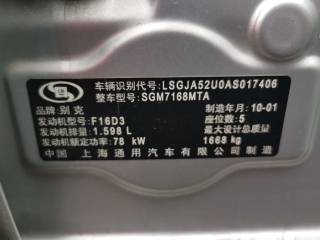 车辆识别代号: LSGJA52U0AS017406
整车型号: SGM7168MTA
品牌: 别克 制造年月: 10-01
发动机型号: F16D3 座位数: 5
发动机排量: 1.598 L 最大设计总质量
发动机额定功率: 78 kW 1668 kg
中国 上海通用汽车有限公司 制造